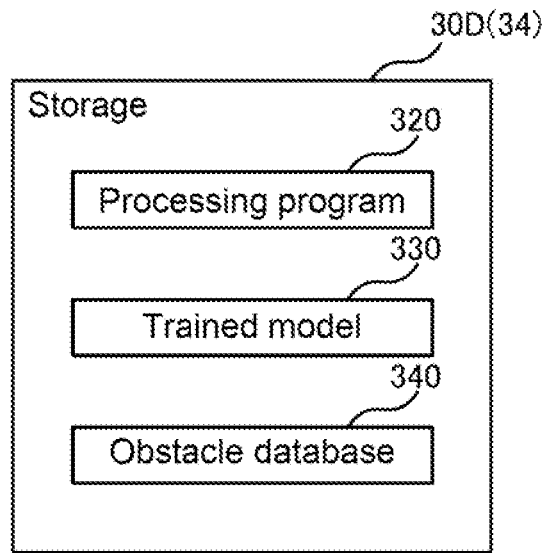 30D(34)
Storage
320
Processing program
330
Trained model
340
Obstacle database